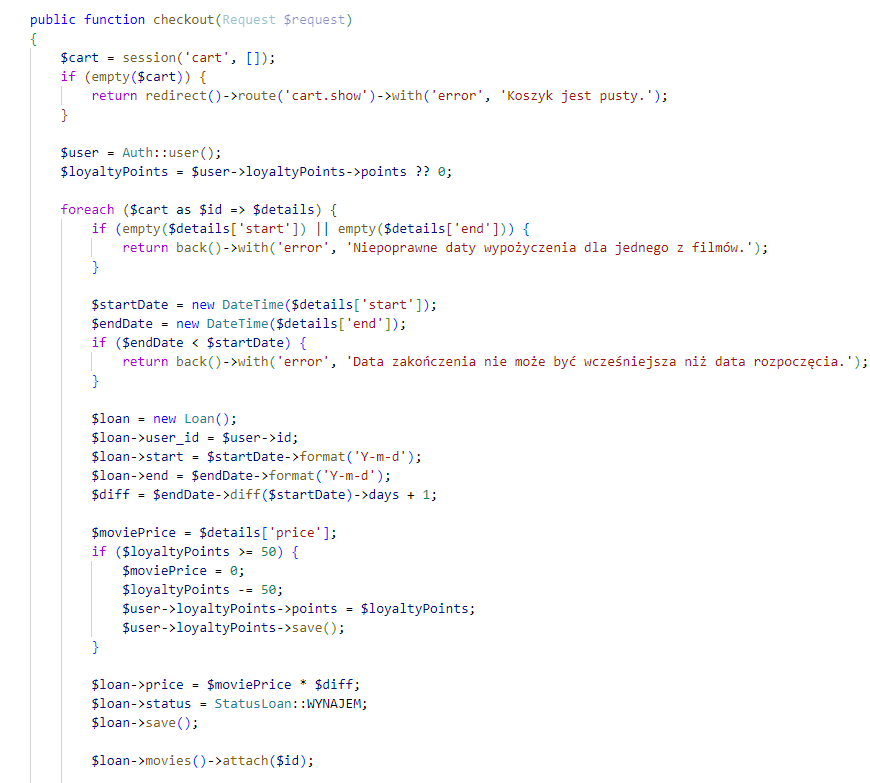 public function checkout(Request $request)
{
    $cart = session('cart', []);
    if (empty($cart)) {
        return redirect()->route('cart.show')->with('error', 'Koszyk jest pusty.');
    }

    $user = Auth::user();
    $loyaltyPoints = $user->loyaltyPoints->points ?? 0;

    foreach ($cart as $id => $details) {
        if (empty($details['start']) || empty($details['end'])) {
            return back()->with('error', 'Niepoprawne daty wypożyczenia dla jednego z filmów.');
        }

        $startDate = new DateTime($details['start']);
        $endDate = new DateTime($details['end']);
        if ($endDate < $startDate) {
            return back()->with('error', 'Data zakończenia nie może być wcześniejsza niż data rozpoczęcia.');
        }

        $loan = new Loan();
        $loan->user_id = $user->id;
        $loan->start = $startDate->format('Y-m-d');
        $loan->end = $endDate->format('Y-m-d');
        $diff = $endDate->diff($startDate)->days + 1;

        $moviePrice = $details['price'];
        if ($loyaltyPoints >= 50) {
            $moviePrice = 0;
            $loyaltyPoints -= 50;
            $user->loyaltyPoints->points = $loyaltyPoints;
            $user->loyaltyPoints->save();
        }

        $loan->price = $moviePrice * $diff;
        $loan->status = StatusLoan::WYNAJEM;
        $loan->save();

        $loan->movies()->attach($id);